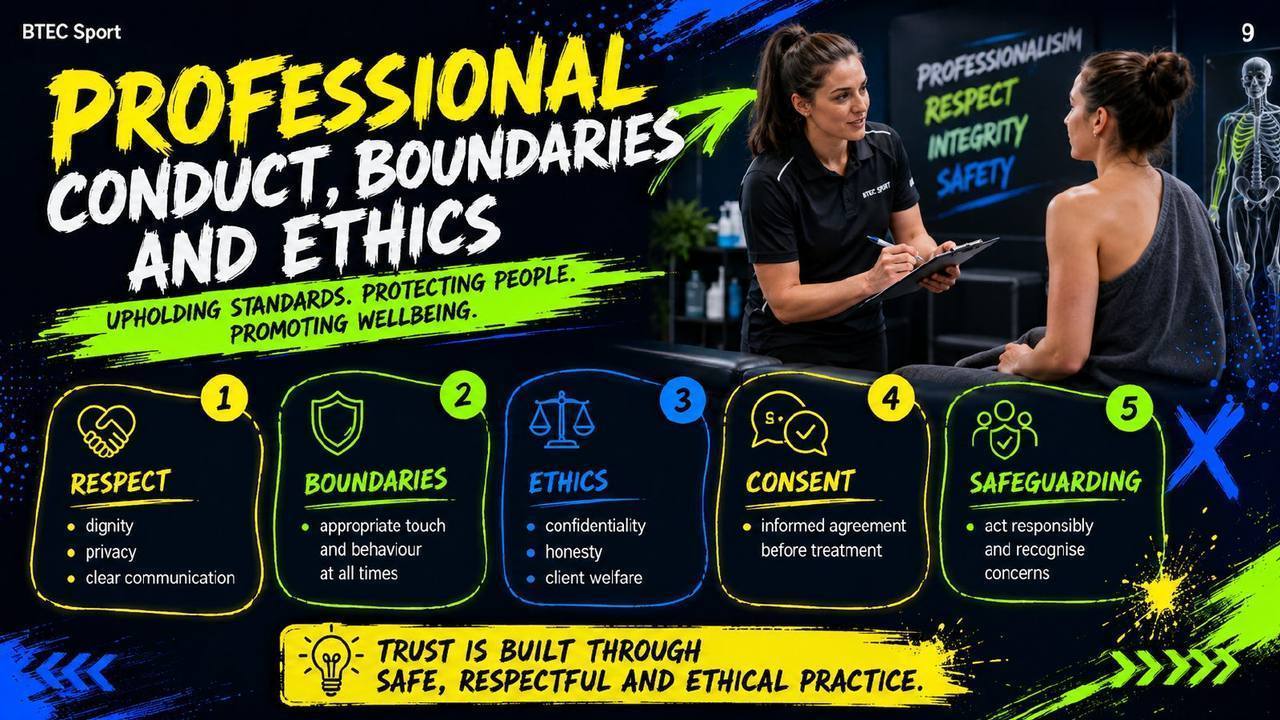 BTEC Sport
9
PROFESSIONAL
CONDUCT, BOUNDARIES
AND ETHICS
UPHOLDING STANDARDS. PROTECTING PEOPLE.
PROMOTING WELLBEING.
PROFESSIONALISIM
RESPECT
INTEGRITY
SAFETY
BTEC SPORT
1
RESPECT
dignity
privacy
clear communication
2
BOUNDARIES
appropriate touch
and behaviour
at all times
3
ETHICS
confidentiality
honesty
client welfare
4
CONSENT
informed agreement
before treatment
5
SAFEGUARDING
act responsibly
and recognise
concerns
TRUST IS BUILT THROUGH
SAFE, RESPECTFUL AND ETHICAL PRACTICE.